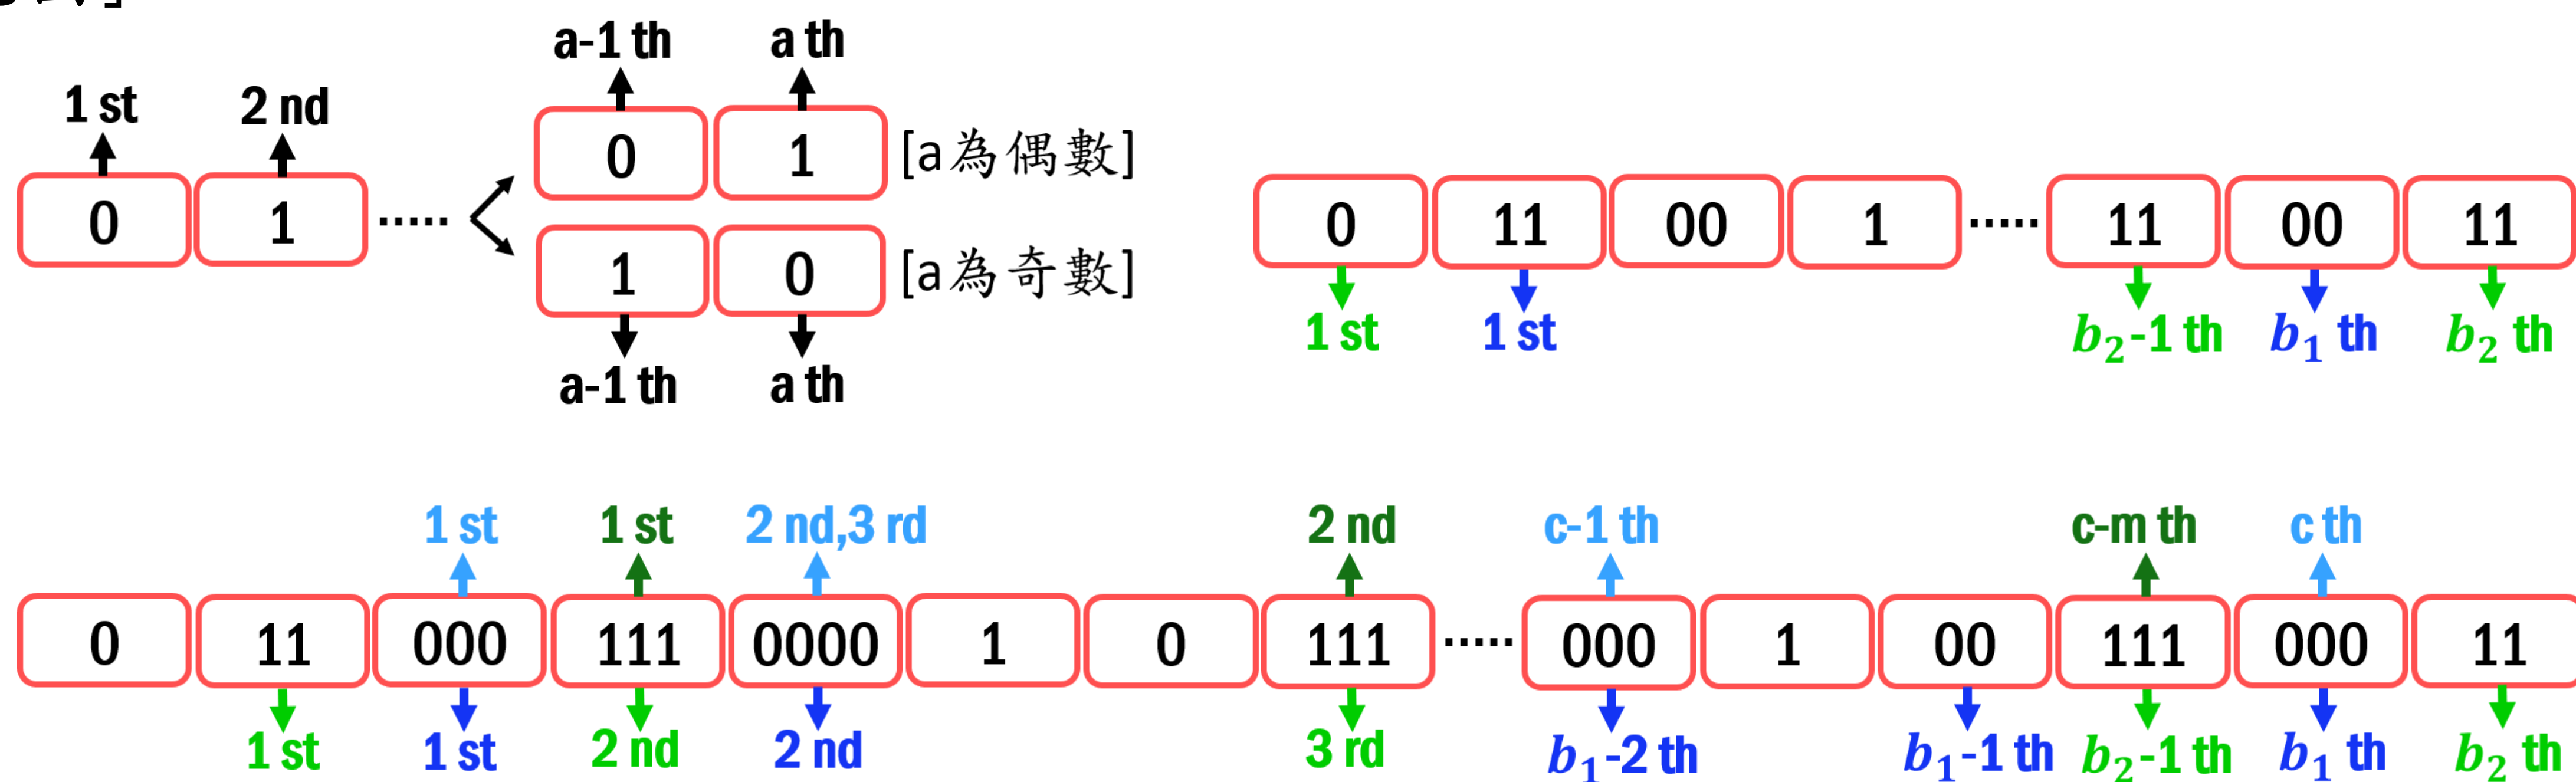 a-1 th a th
1 st 2 nd
0 1 [a為偶數]
0 1 ..... 
1 0 [a為奇數]
a-1 th a th
0 11 00 1 ..... 11 00 11
1 st 1 st b₂-1 th b₁ th b₂ th
1 st 1 st 2 nd,3 rd 2 nd c-1 th c-m th c th
0 11 000 111 0000 1 0 111 ..... 000 1 00 111 000 11
1 st 1 st 2 nd 2 nd 3 rd b₁-2 th b₁-1 th b₂-1 th b₁ th b₂ th